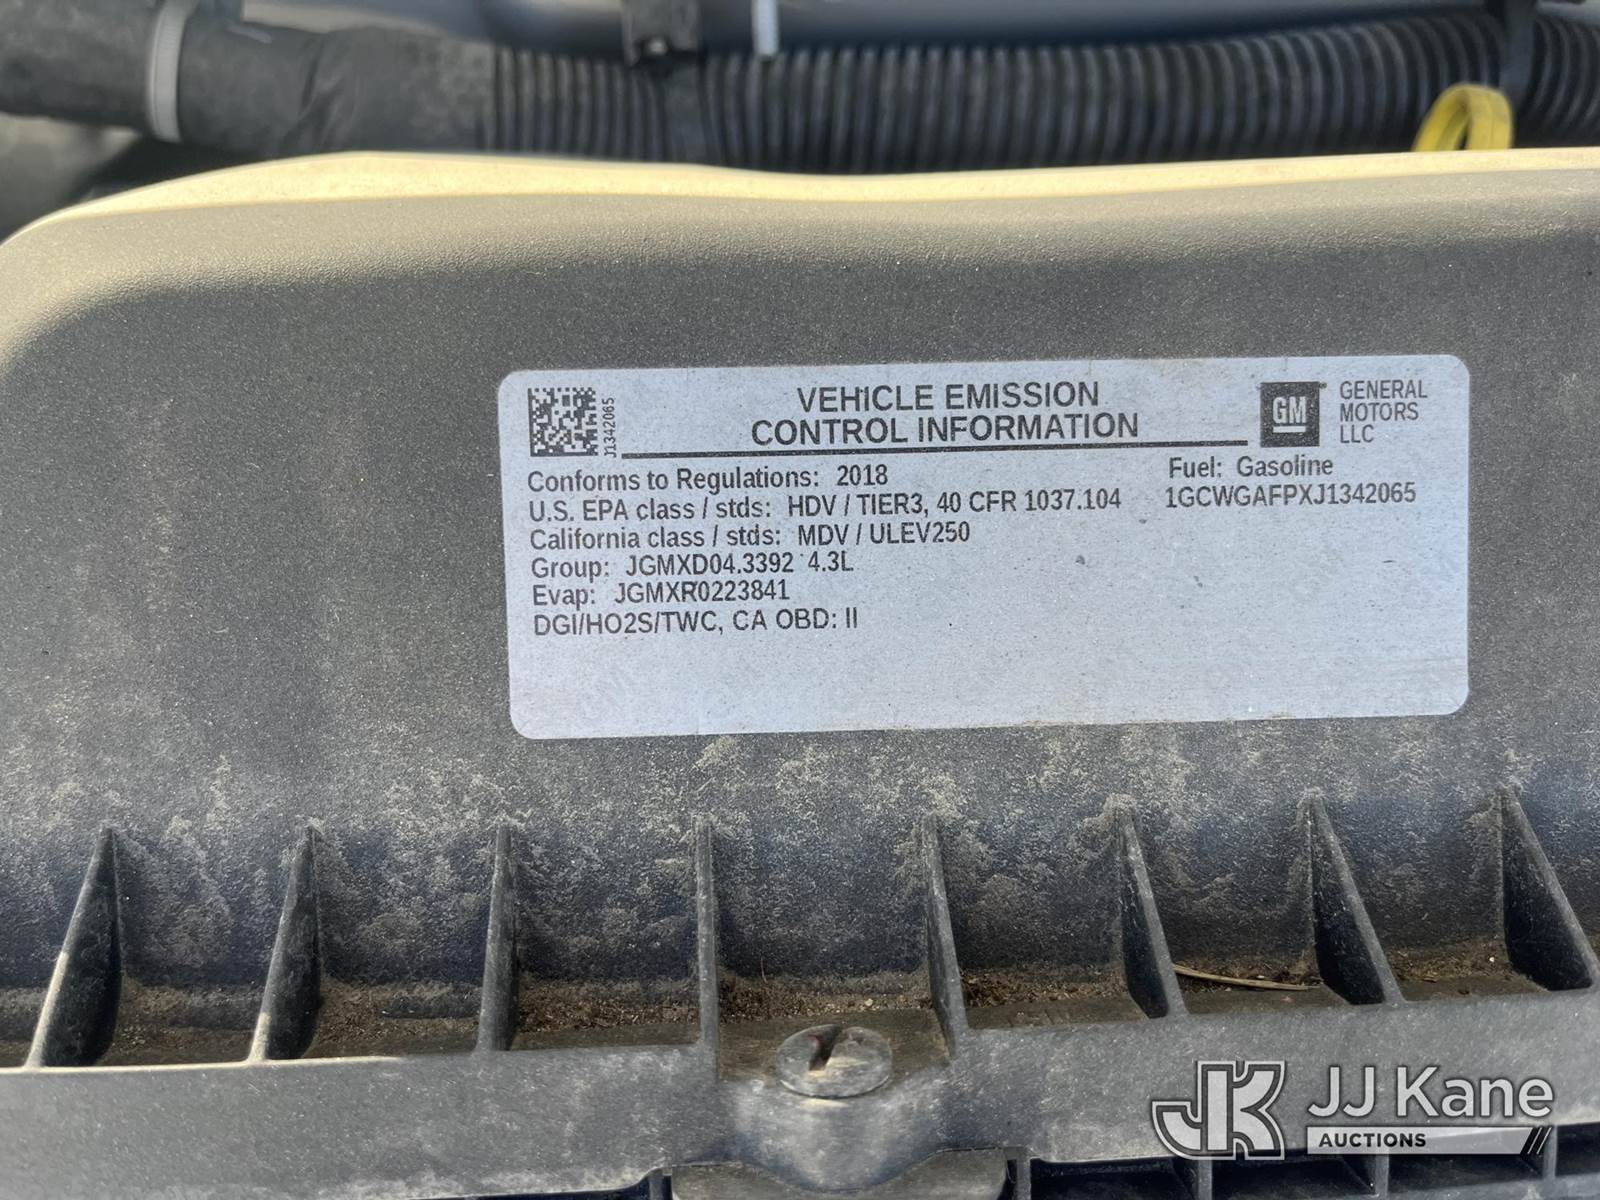 J1342065
VEHICLE EMISSION
CONTROL INFORMATION
GM
GENERAL
MOTORS
LLC
Conforms to Regulations: 2018
Fuel: Gasoline
U.S. EPA class / stds: HDV / TIER3, 40 CFR 1037.104
1GCWGAFPXJ1342065
California class / stds: MDV / ULEV250
Group: JGMXD04.3392 4.3L
Evap: JGMXR0223841
DGI/HO2S/TWC, CA OBD: II
JK JJ Kane
AUCTIONS